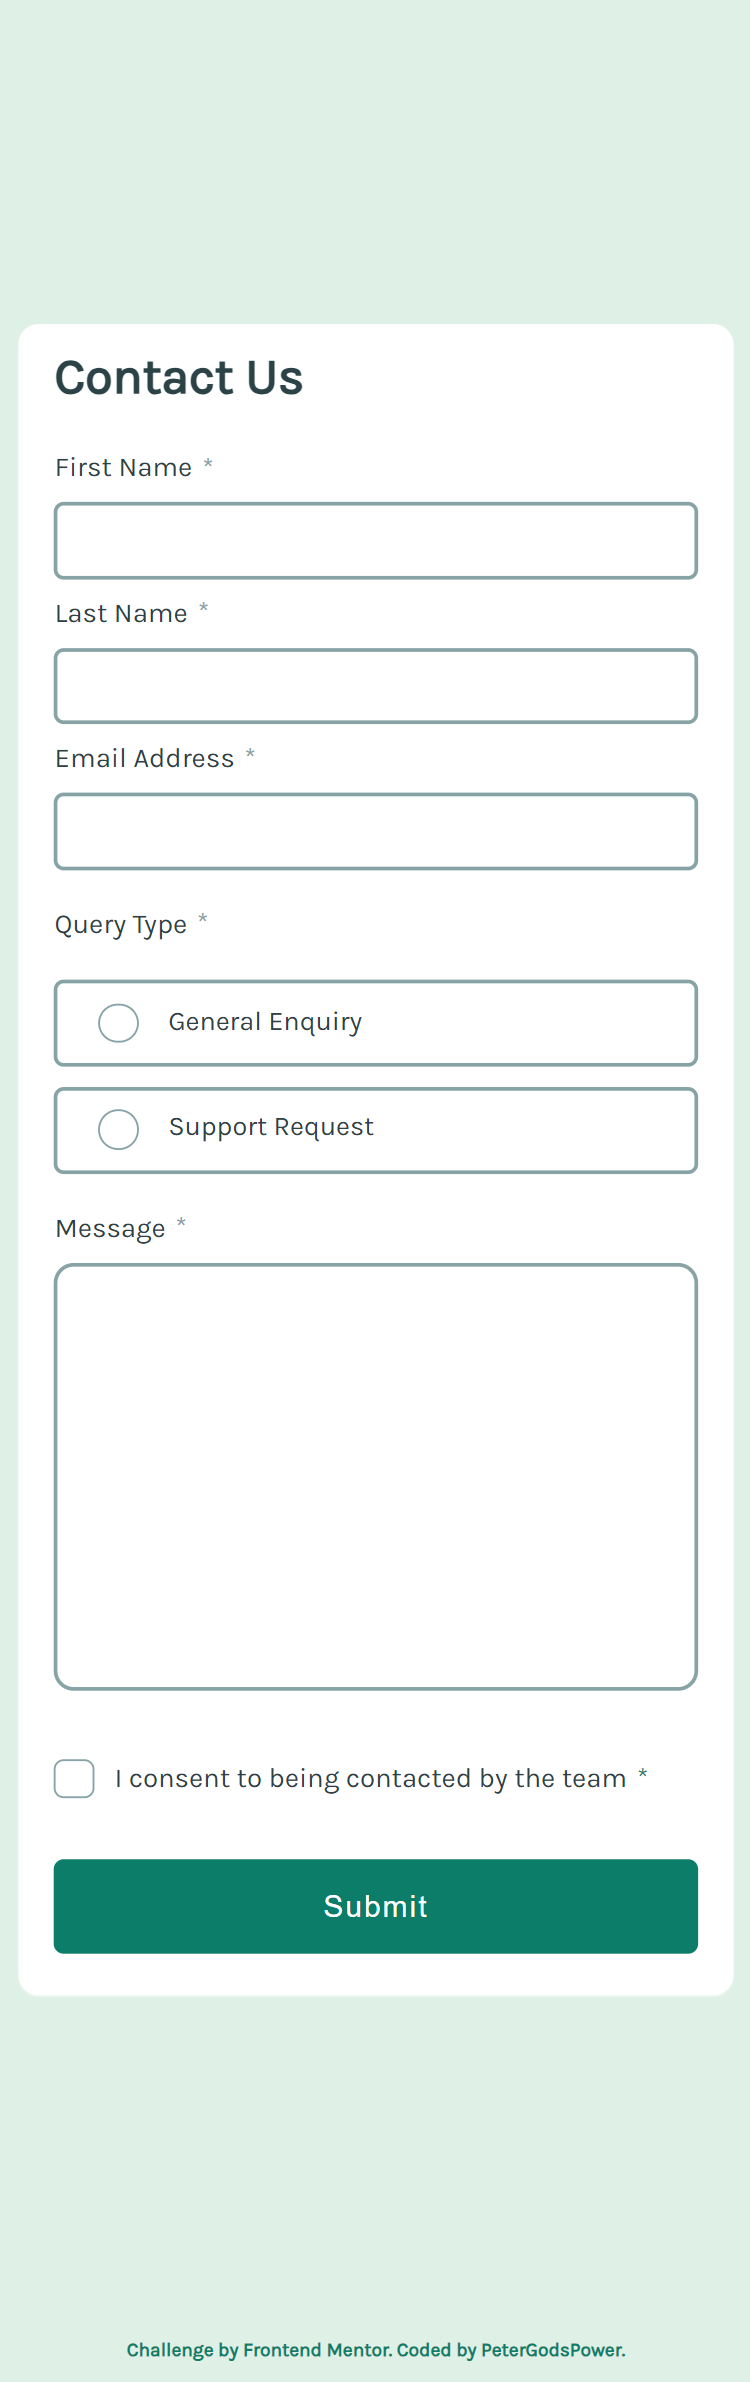 Contact Us
First Name *
Last Name *
Email Address *
Query Type *
General Enquiry
Support Request
Message *
I consent to being contacted by the team *
Submit
Challenge by Frontend Mentor. Coded by PeterGodsPower.